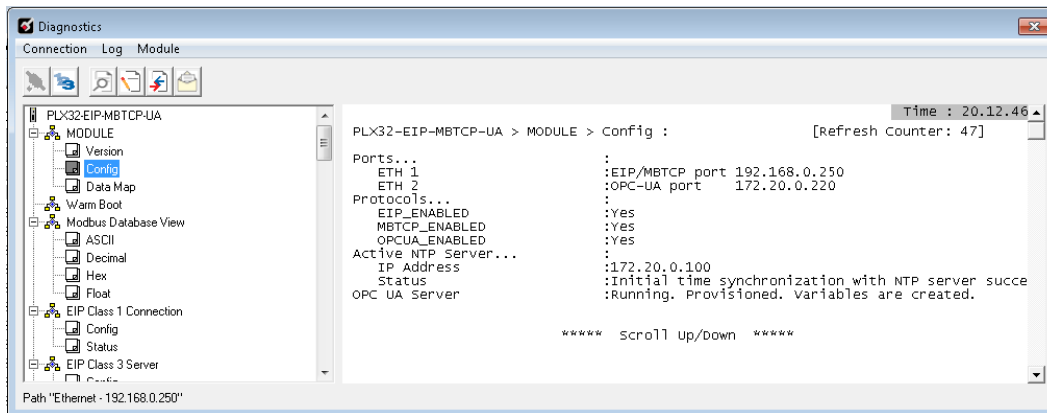 Diagnostics
Connection Log Module
PLX32-EIP-MBTCP-UA
MODULE
Version
Config
Data Map
Warm Boot
Modbus Database View
ASCII
Decimal
Hex
Float
EIP Class 1 Connection
Config
Status
EIP Class 3 Server
Config
Time : 20.12.46
PLX32-EIP-MBTCP-UA > MODULE > Config : [Refresh Counter: 47]
Ports... :
ETH 1 :EIP/MBTCP port 192.168.0.250
ETH 2 :OPC-UA port 172.20.0.220
Protocols... :
EIP_ENABLED :Yes
MBTCP_ENABLED :Yes
OPCUA_ENABLED :Yes
Active NTP Server... :
IP Address :172.20.0.100
Status :Initial time synchronization with NTP server succe
OPC UA Server :Running. Provisioned. Variables are created.
***** Scroll Up/Down *****
Path "Ethernet - 192.168.0.250"